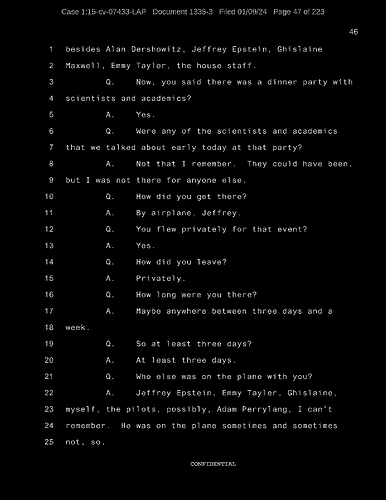 Case 1:15-cv-07433-LAP Document 1335-3 Filed 01/09/24 Page 47 of 223
46
1 besides Alan Dershowitz, Jeffrey Epstein, Ghislaine
2 Maxwell, Emmy Taylor, the house staff.
3 Q. Now, you said there was a dinner party with
4 scientists and academics?
5 A. Yes.
6 Q. Were any of the scientists and academics
7 that we talked about early today at that party?
8 A. Not that I remember. They could have been,
9 but I was not there for anyone else.
10 Q. How did you get there?
11 A. By airplane, Jeffrey.
12 Q. You flew privately for that event?
13 A. Yes.
14 Q. How did you leave?
15 A. Privately.
16 Q. How long were you there?
17 A. Maybe anywhere between three days and a
18 week.
19 Q. So at least three days?
20 A. At least three days.
21 Q. Who else was on the plane with you?
22 A. Jeffrey Epstein, Emmy Taylor, Ghislaine,
23 myself, the pilots, possibly, Adam Perrylang, I can't
24 remember. He was on the plane sometimes and sometimes
25 not, so.
CONFIDENTIAL